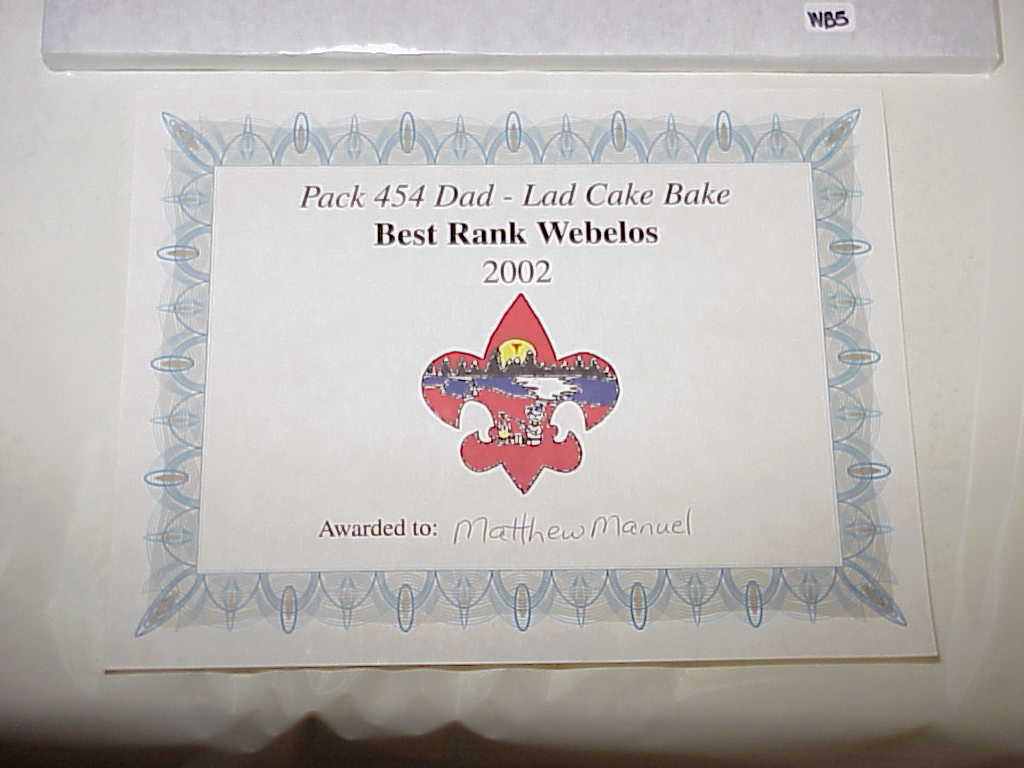 WB5
Pack 454 Dad - Lad Cake Bake
Best Rank Webelos
2002
Awarded to: Matthew Manuel